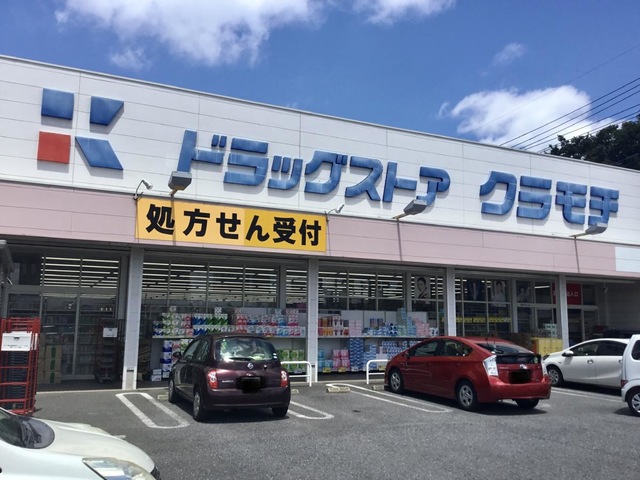 ドラッグストア クラモチ
処方せん受付